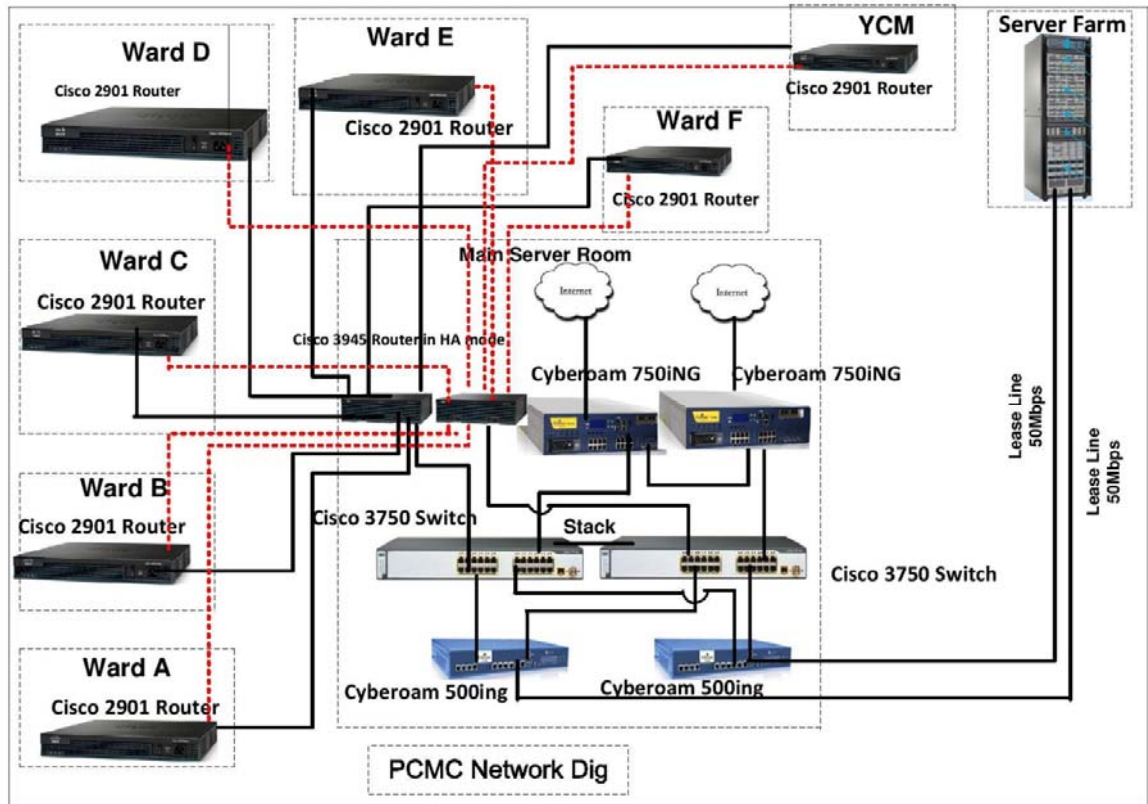 Ward D
Cisco 2901 Router
Ward E
Cisco 2901 Router
YCM
Cisco 2901 Router
Server Farm
Ward F
Cisco 2901 Router
Ward C
Cisco 2901 Router
Main Server Room
Internet
Internet
Cisco 3945 Router in HA mode
Cyberoam 750iNG
Cyberoam 750iNG
Lease Line
50Mbps
Lease Line
50Mbps
Ward B
Cisco 2901 Router
Cisco 3750 Switch
Stack
Cisco 3750 Switch
Ward A
Cisco 2901 Router
Cyberoam 500ing
Cyberoam 500ing
PCMC Network Dig